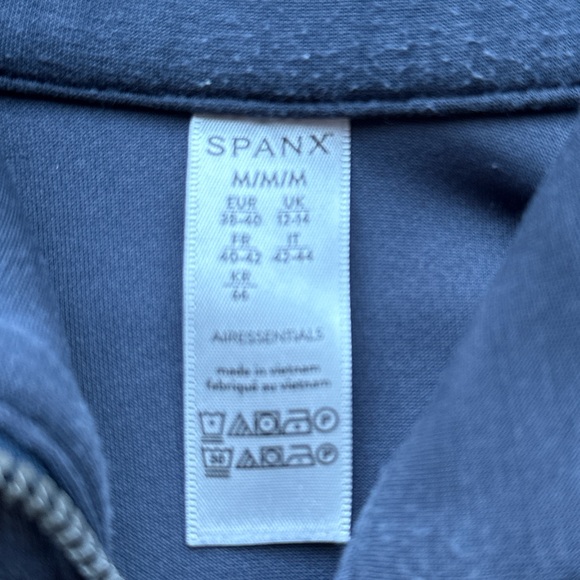 SPANX™
M/M/M
EUR UK
38-40 12-14
FR IT
40-42 42-44
KR
66
AIRESSENTIALS
made in vietnam
fabriqué au vietnam